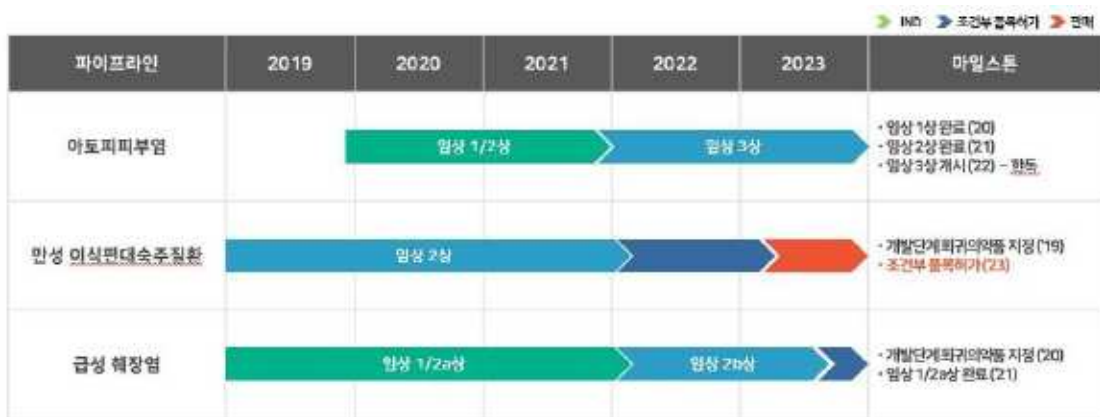 IND 조건부 품목허가 판매
파이프라인 2019 2020 2021 2022 2023 마일스톤
아토피피부염 임상 1/2상 임상 3상
· 임상 1상 완료 ('20)
· 임상 2상 완료 ('21)
· 임상 3상 개시 ('22) –
만성 이식편대숙주질환 임상 2상
· 개발단계 희귀의약품 지정 ('19)
· 조건부 품목허가 ('23)
급성 췌장염 임상 1/2a상 임상 2b상
· 개발단계 희귀의약품 지정 ('20)
· 임상 1/2a상 완료 ('21)